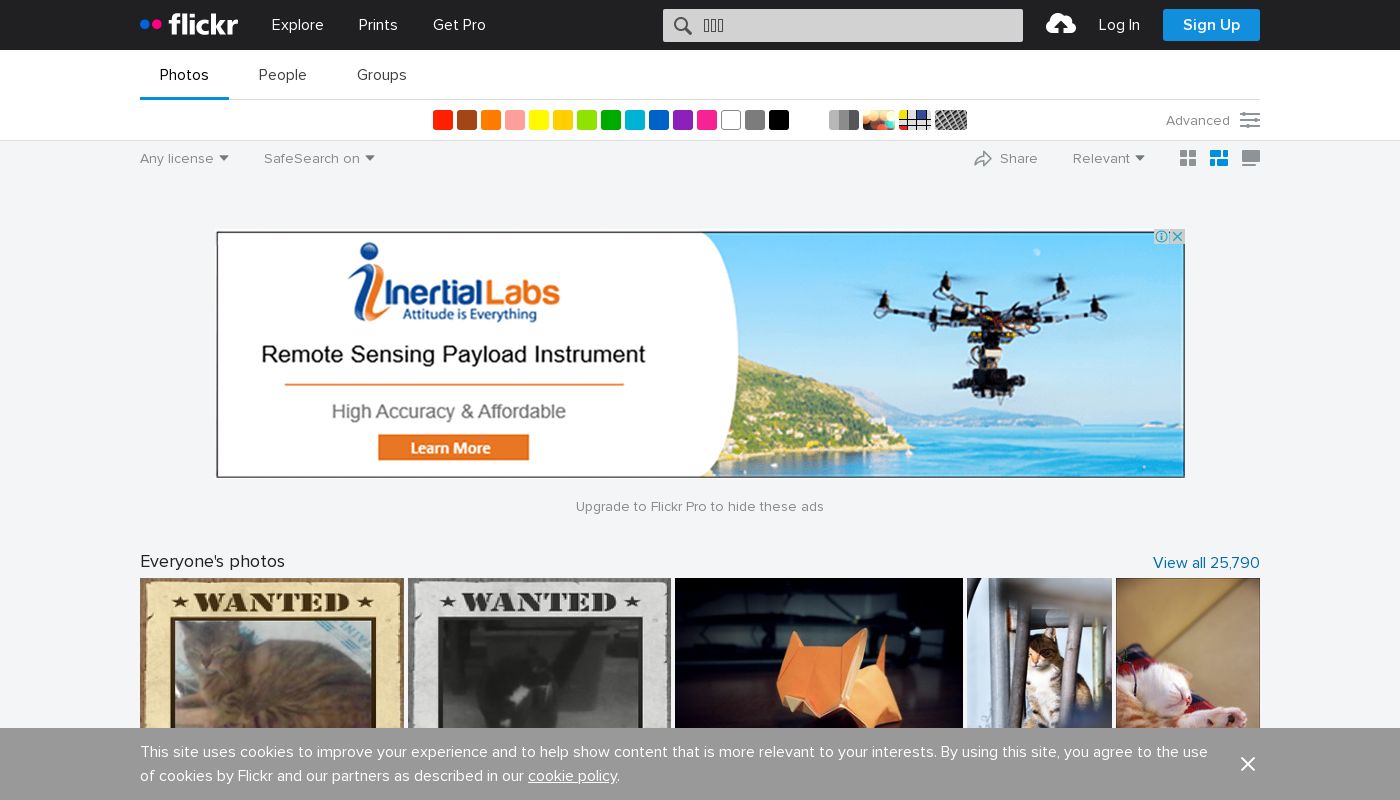 flickr
Explore
Prints
Get Pro
Log In
Sign Up
Photos
People
Groups
Advanced
Any license
SafeSearch on
Share
Relevant
Inertial Labs
Attitude is Everything
Remote Sensing Payload Instrument
High Accuracy & Affordable
Learn More
Upgrade to Flickr Pro to hide these ads
Everyone's photos
View all 25,790
WANTED
WANTED
This site uses cookies to improve your experience and to help show content that is more relevant to your interests. By using this site, you agree to the use
of cookies by Flickr and our partners as described in our cookie policy.